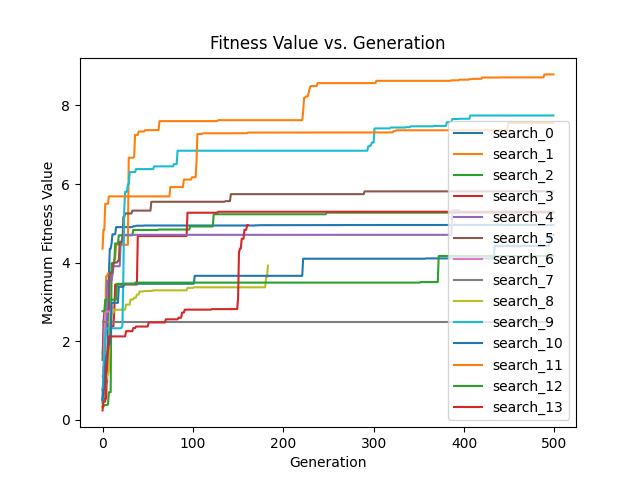 Fitness Value vs. Generation
Maximum Fitness Value
8
6
4
2
0
0
100
200
300
400
500
Generation
search_0
search_1
search_2
search_3
search_4
search_5
search_6
search_7
search_8
search_9
search_10
search_11
search_12
search_13